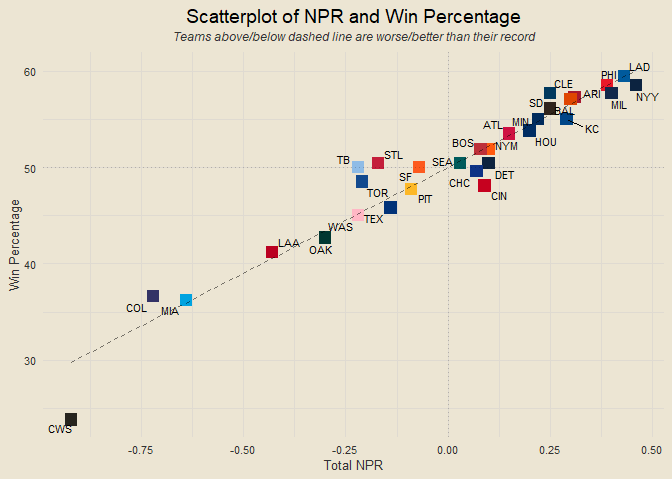 Scatterplot of NPR and Win Percentage
Teams above/below dashed line are worse/better than their record
60
50
40
30
Win Percentage
LAD
PHI
CLE
NYY
ARI
MIL
SD
BAL
KC
MIN
ATL
HOU
BOS
NYM
STL
TB
SEA
DET
SF
CHC
CIN
TOR
PIT
TEX
WAS
LAA
OAK
COL
MIA
CWS
-0.75
-0.50
-0.25
0.00
0.25
0.50
Total NPR